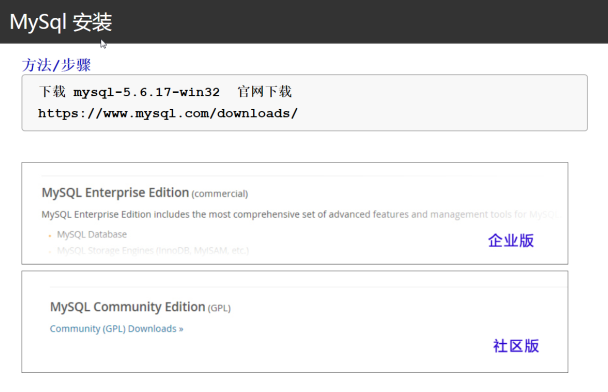 MySql 安装
方法/步骤
下载 mysql-5.6.17-win32 官网下载
https://www.mysql.com/downloads/
MySQL Enterprise Edition (commercial)
MySQL Enterprise Edition includes the most comprehensive set of advanced features and management tools for MySQL
MySQL Database
MySQL Storage Engines (InnoDB, MyISAM, etc.)
企业版
MySQL Community Edition (GPL)
Community (GPL) Downloads »
社区版